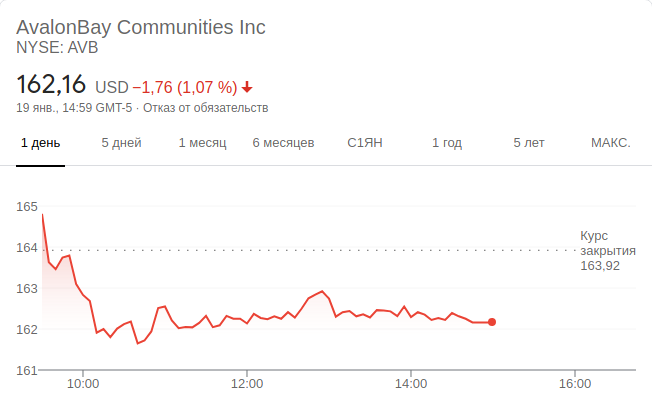 AvalonBay Communities Inc
NYSE: AVB
162,16 USD −1,76 (1,07 %)
19 янв., 14:59 GMT-5 · Отказ от обязательств
1 день 5 дней 1 месяц 6 месяцев С1ЯН 1 год 5 лет МАКС.
165
164
163
162
161
Курс
закрытия
163,92
10:00 12:00 14:00 16:00